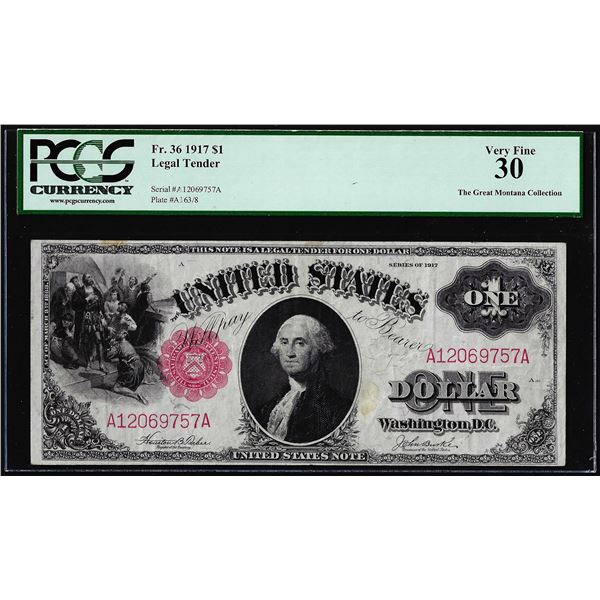 PCGS
CURRENCY
www.pcgscurrency.com
Fr. 36 1917 $1
Legal Tender
Serial #A12069757A
Plate #A163/8
Very Fine
30
The Great Montana Collection
THIS NOTE IS A LEGAL TENDER FOR ONE DOLLAR
A
SERIES OF 1917
UNITED STATES
Will pay to Bearer
ONE
A12069757A
ONE
DOLLAR
A12069757A
Washington, D.C.
John Burke
UNITED STATES NOTE